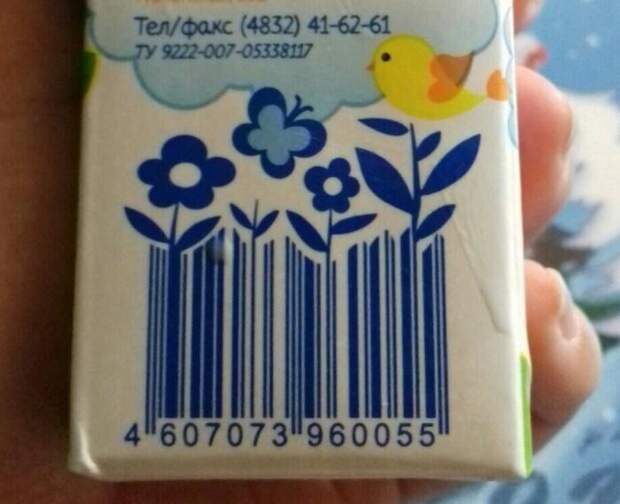 Тел/факс (4832) 41-62-61
ТУ 9222-007-05338117
4 607073 960055